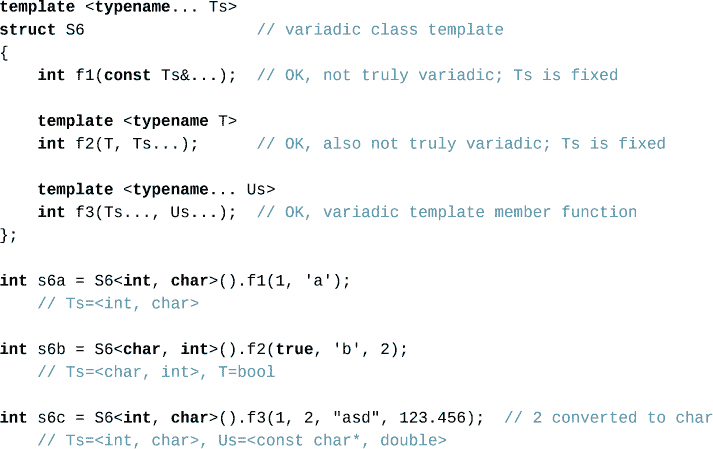 template <typename... Ts>
struct S6                  // variadic class template
{
    int f1(const Ts&...);  // OK, not truly variadic; Ts is fixed

    template <typename T>
    int f2(T, Ts...);      // OK, also not truly variadic; Ts is fixed

    template <typename... Us>
    int f3(Ts..., Us...);  // OK, variadic template member function
};

int s6a = S6<int, char>().f1(1, 'a');
    // Ts=<int, char>

int s6b = S6<char, int>().f2(true, 'b', 2);
    // Ts=<char, int>, T=bool

int s6c = S6<int, char>().f3(1, 2, "asd", 123.456);  // 2 converted to char
    // Ts=<int, char>, Us=<const char*, double>